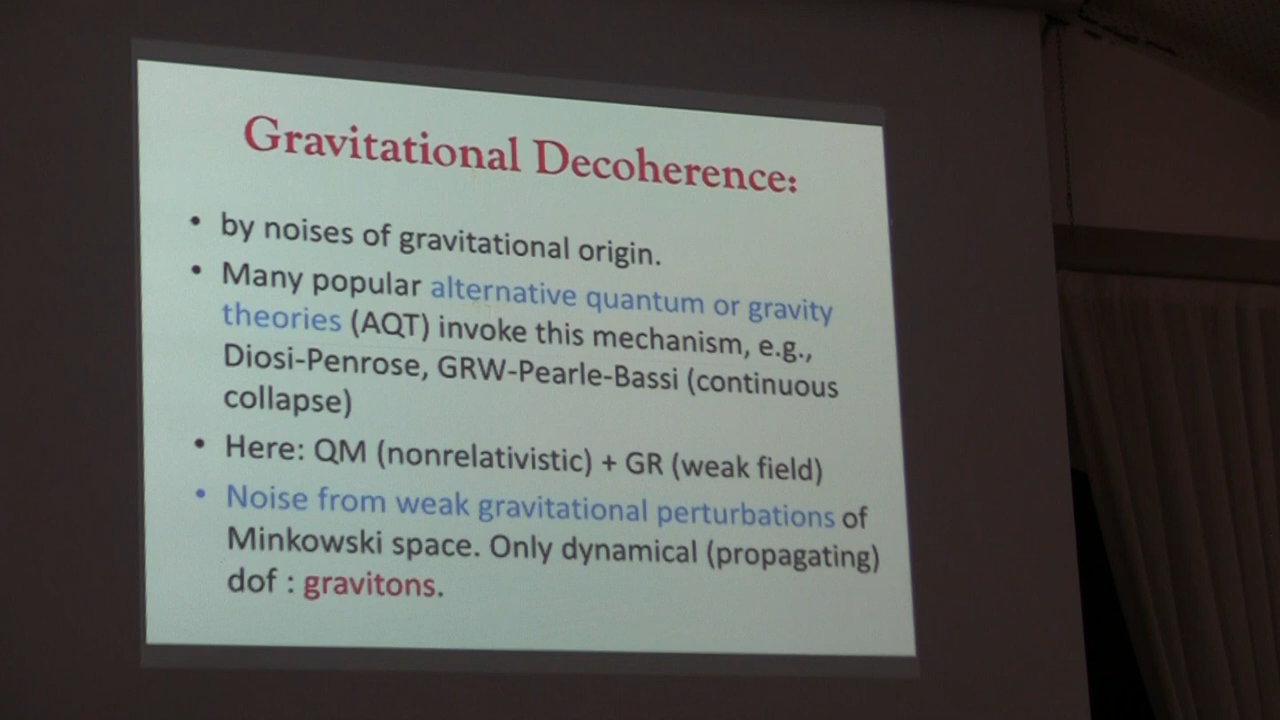 Gravitational Decoherence:
• by noises of gravitational origin.
• Many popular alternative quantum or gravity
theories (AQT) invoke this mechanism, e.g.,
Diosi-Penrose, GRW-Pearle-Bassi (continuous
collapse)
• Here: QM (nonrelativistic) + GR (weak field)
• Noise from weak gravitational perturbations of
Minkowski space. Only dynamical (propagating)
dof : gravitons.